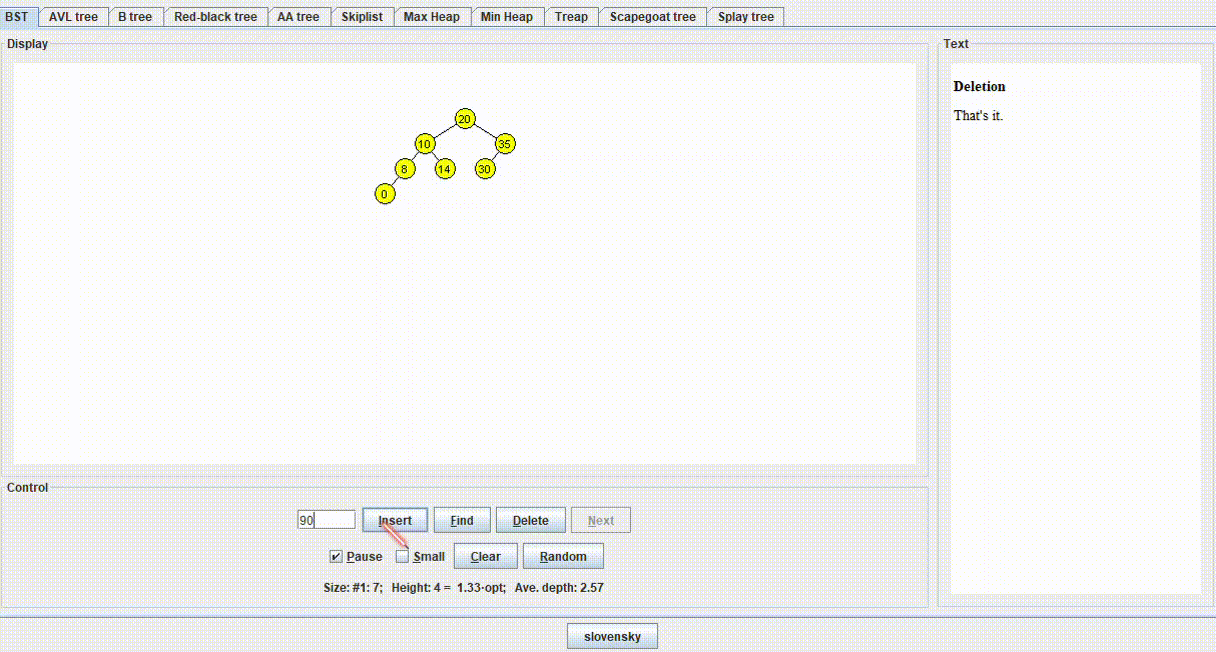 BST AVL tree B tree Red-black tree AA tree Skiplist Max Heap Min Heap Treap Scapegoat tree Splay tree
Display
20
10 35
8 14 30
0
Text
Deletion
That's it.
Control
90 Insert Find Delete Next
Pause Small Clear Random
Size: #1: 7; Height: 4 = 1.33·opt; Ave. depth: 2.57
slovensky